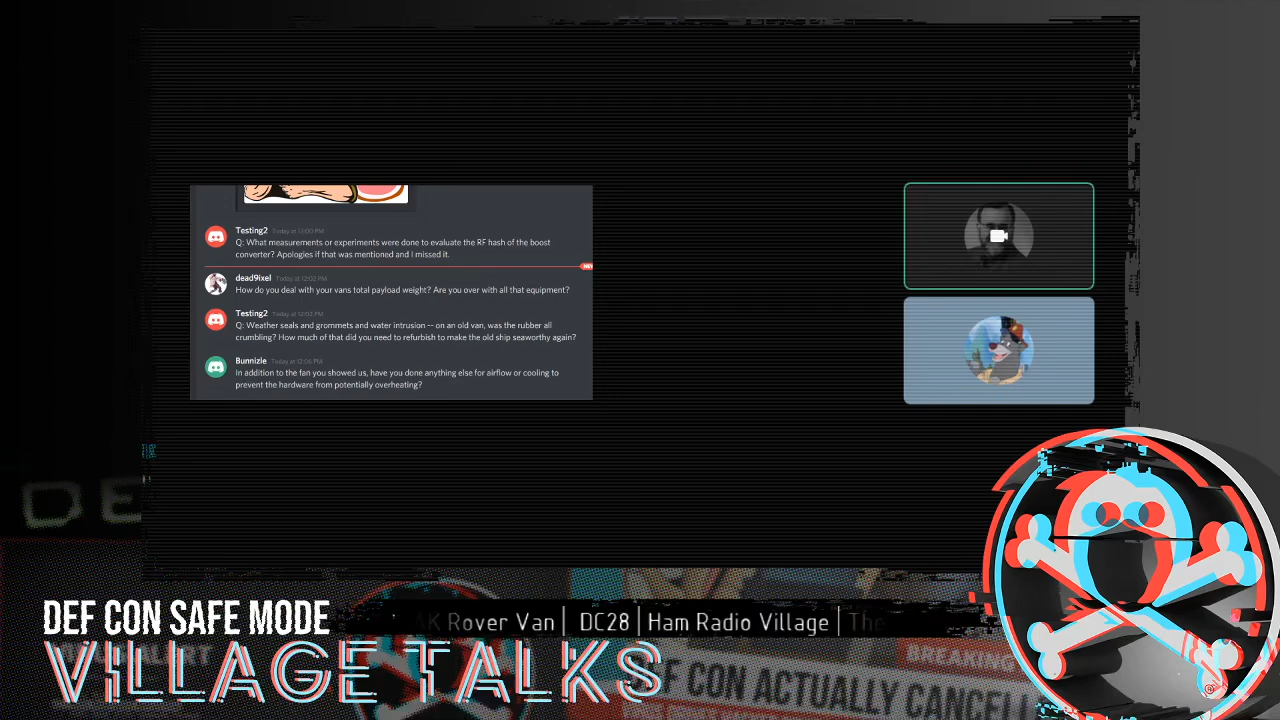 Testing2 Today at 12:00 PM
Q: What measurements or experiments were done to evaluate the RF hash of the boost
converter? Apologies if that was mentioned and I missed it.
NEW
dead9ixel Today at 12:02 PM
How do you deal with your vans total payload weight? Are you over with all that equipment?
Testing2 Today at 12:02 PM
Q: Weather seals and grommets and water intrusion -- on an old van, was the rubber all
crumbling? How much of that did you need to refurbish to make the old ship seaworthy again?
Bunnizle Today at 12:06 PM
In addition to the fan you showed us, have you done anything else for airflow or cooling to
prevent the hardware from potentially overheating?
DE
DEF CON SAFE MODE
K Rover Van | DC28 | Ham Radio Village | The
VILLAGE TALKS
BREAKING
EF CON ACTUALLY CANCELL